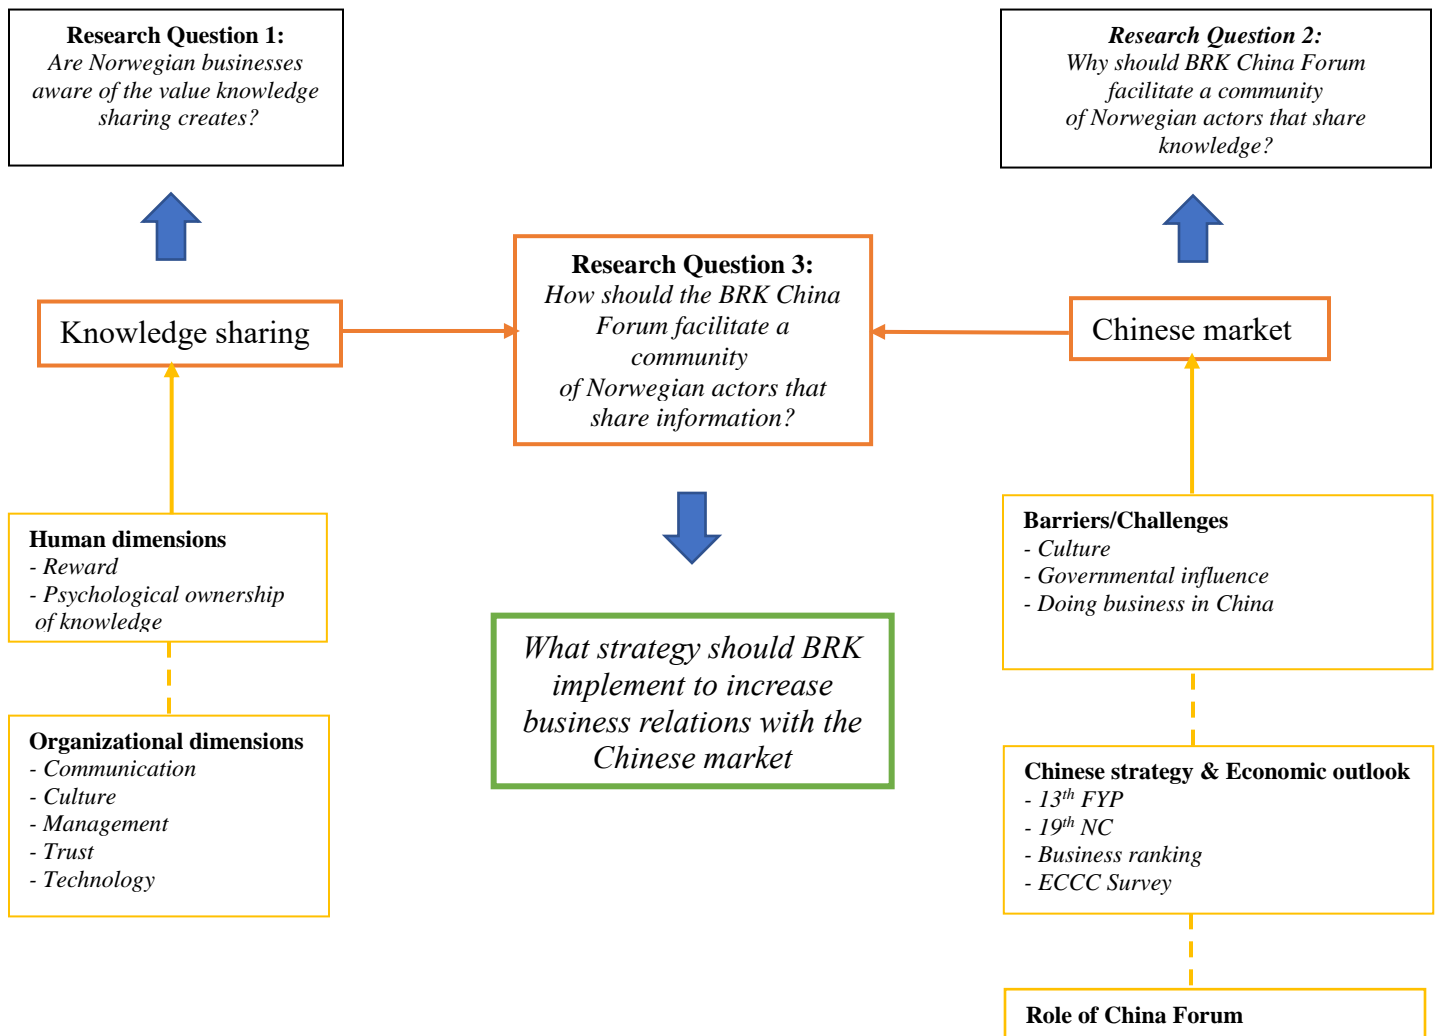 Research Question 1:
Are Norwegian businesses
aware of the value knowledge
sharing creates?
Research Question 2:
Why should BRK China Forum
facilitate a community
of Norwegian actors that share
knowledge?
Research Question 3:
How should the BRK China
Forum facilitate a
community
of Norwegian actors that
share information?
Knowledge sharing
Chinese market
Human dimensions
- Reward
- Psychological ownership
of knowledge
Barriers/Challenges
- Culture
- Governmental influence
- Doing business in China
What strategy should BRK
implement to increase
business relations with the
Chinese market
Organizational dimensions
- Communication
- Culture
- Management
- Trust
- Technology
Chinese strategy & Economic outlook
- 13th FYP
- 19th NC
- Business ranking
- ECCC Survey
Role of China Forum